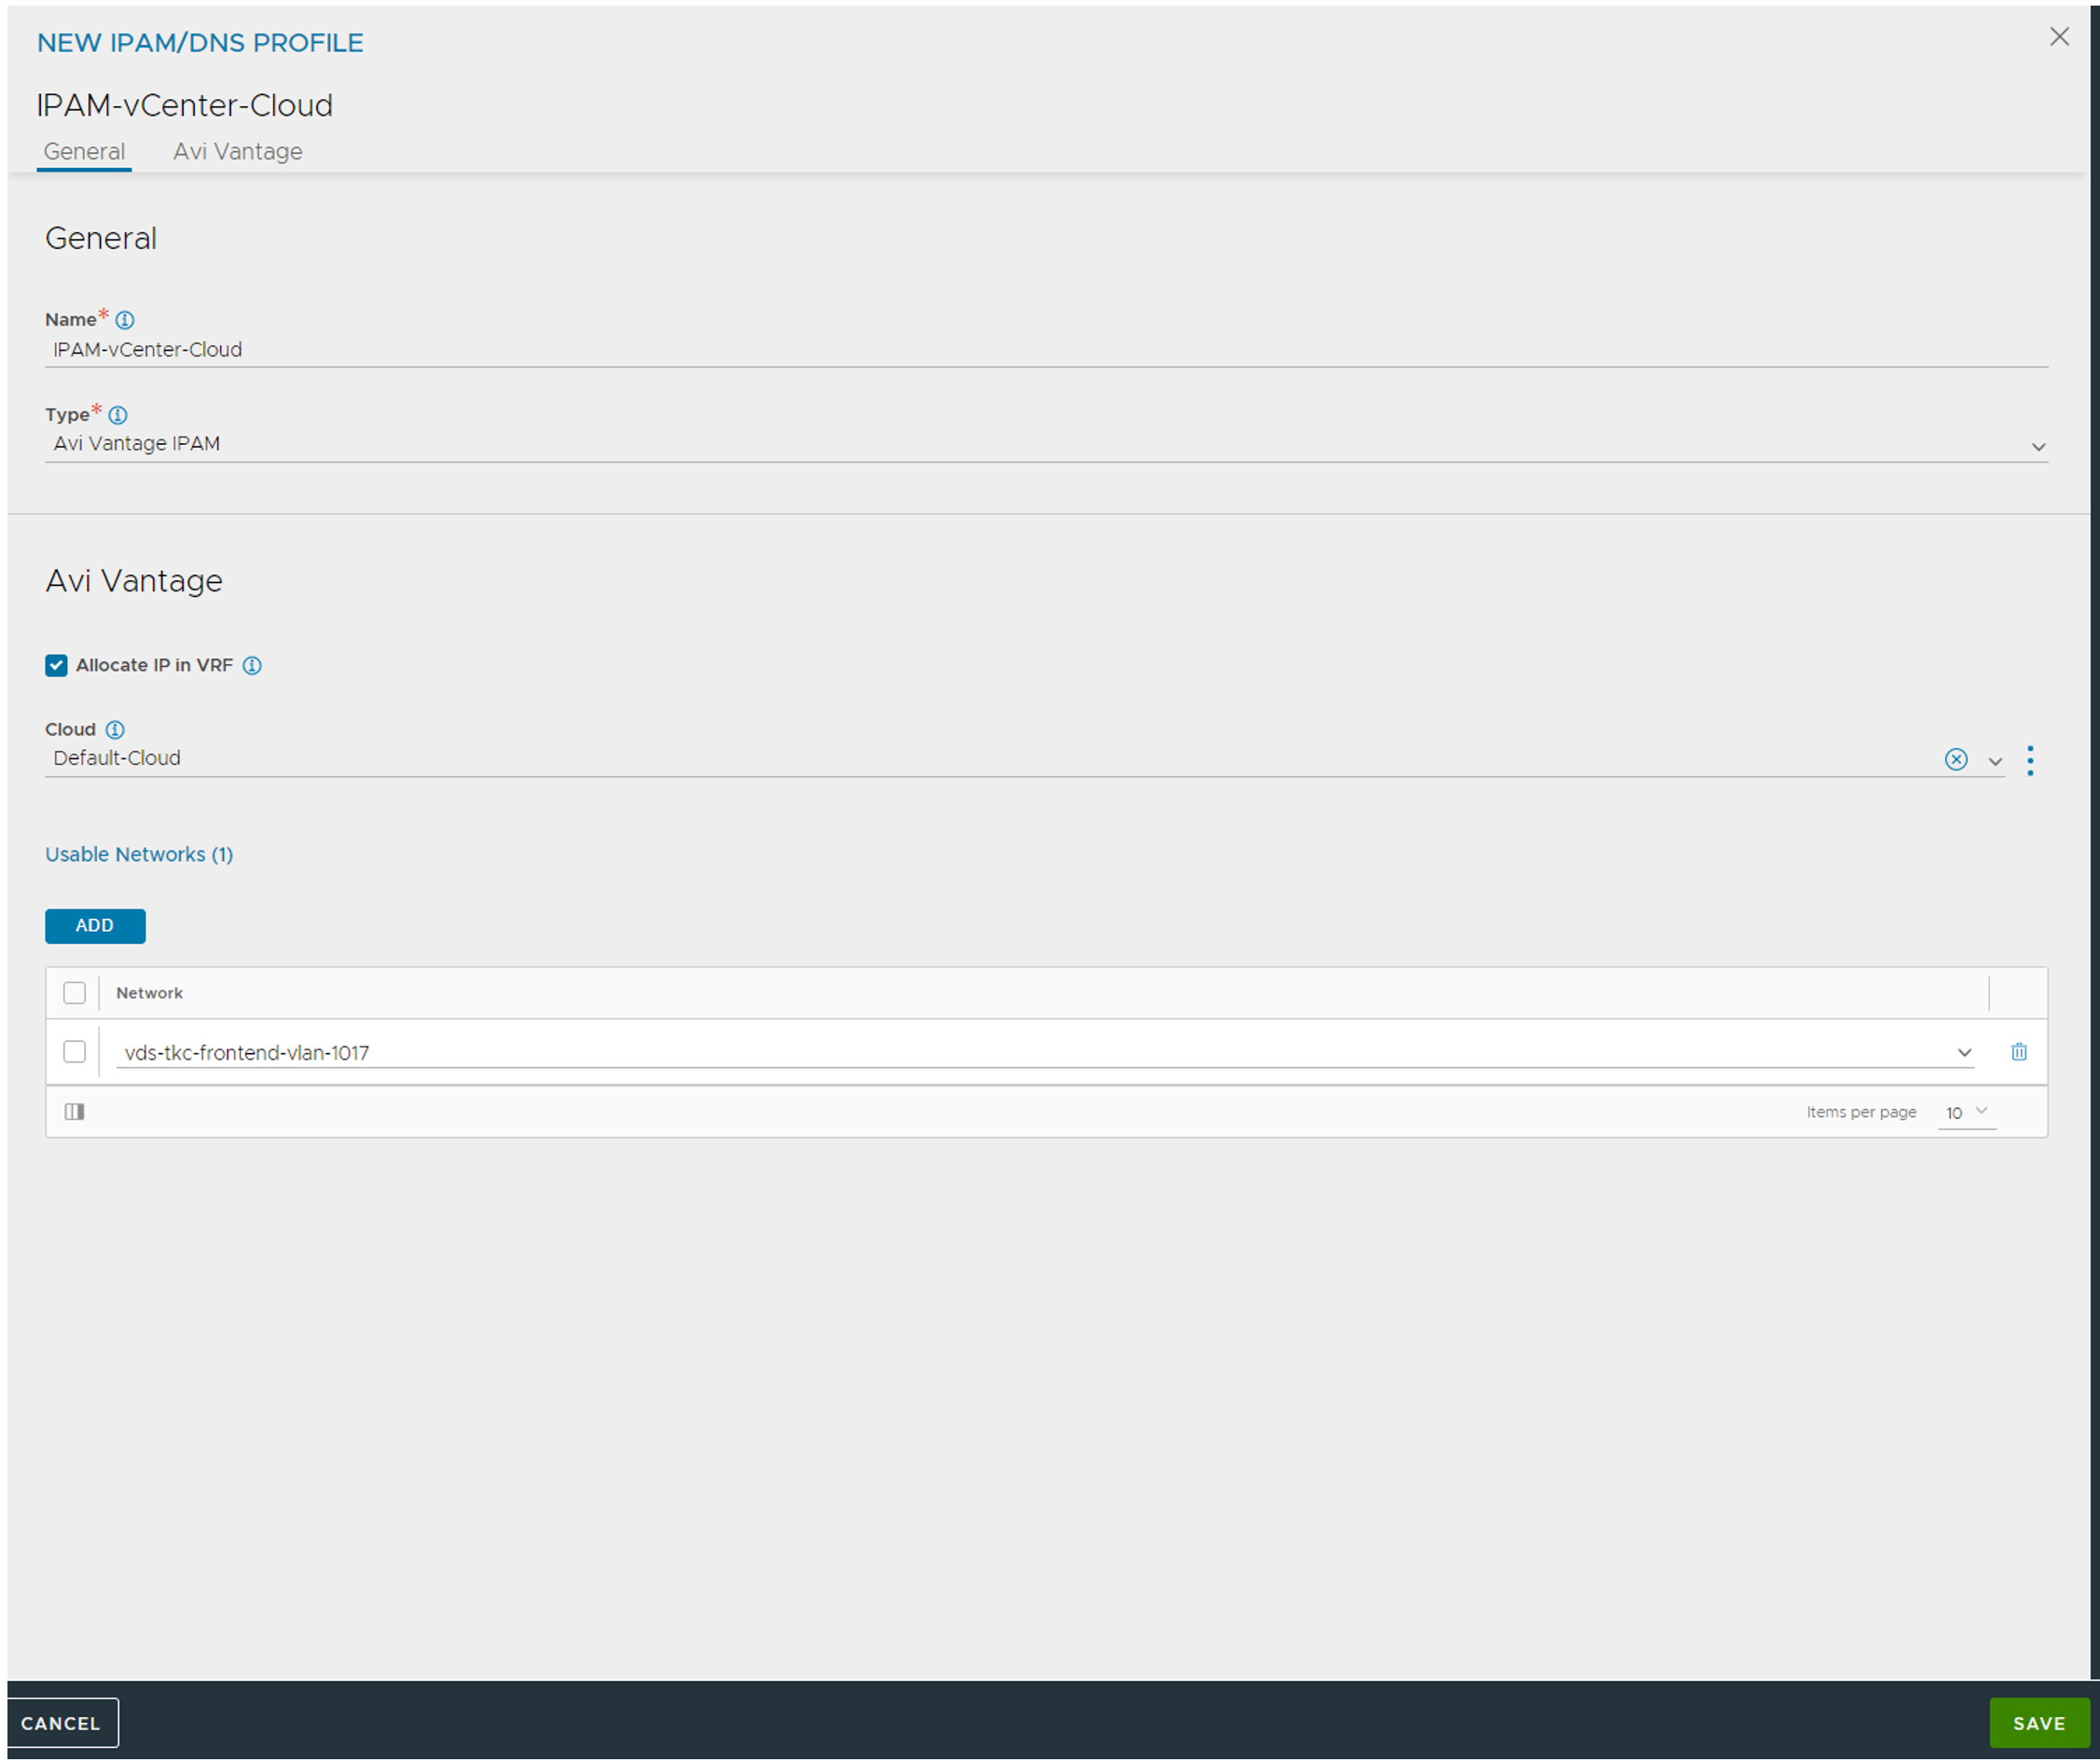 NEW IPAM/DNS PROFILE
IPAM-vCenter-Cloud
General Avi Vantage
General
Name*
IPAM-vCenter-Cloud
Type*
Avi Vantage IPAM
Avi Vantage
Allocate IP in VRF
Cloud
Default-Cloud
Usable Networks (1)
ADD
Network
vds-tkc-frontend-vlan-1017
Items per page 10
CANCEL SAVE